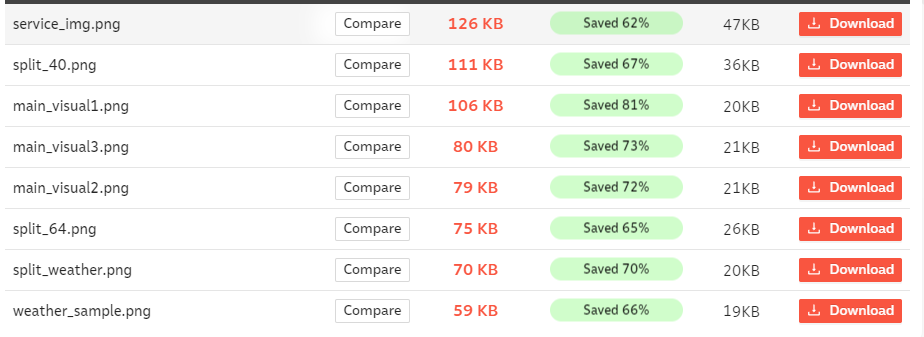 service_img.png Compare 126 KB Saved 62% 47KB Download
split_40.png Compare 111 KB Saved 67% 36KB Download
main_visual1.png Compare 106 KB Saved 81% 20KB Download
main_visual3.png Compare 80 KB Saved 73% 21KB Download
main_visual2.png Compare 79 KB Saved 72% 21KB Download
split_64.png Compare 75 KB Saved 65% 26KB Download
split_weather.png Compare 70 KB Saved 70% 20KB Download
weather_sample.png Compare 59 KB Saved 66% 19KB Download